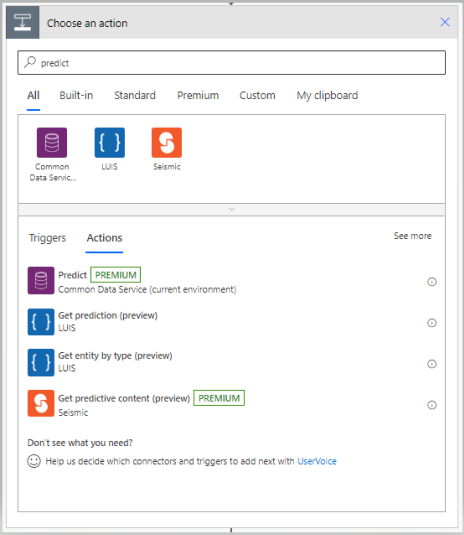 Choose an action
predict
All Built-in Standard Premium Custom My clipboard
Common
Data Servic...
LUIS
Seismic
Triggers Actions See more
Predict PREMIUM
Common Data Service (current environment)
Get prediction (preview)
LUIS
Get entity by type (preview)
LUIS
Get predictive content (preview) PREMIUM
Seismic
Don't see what you need?
Help us decide which connectors and triggers to add next with UserVoice